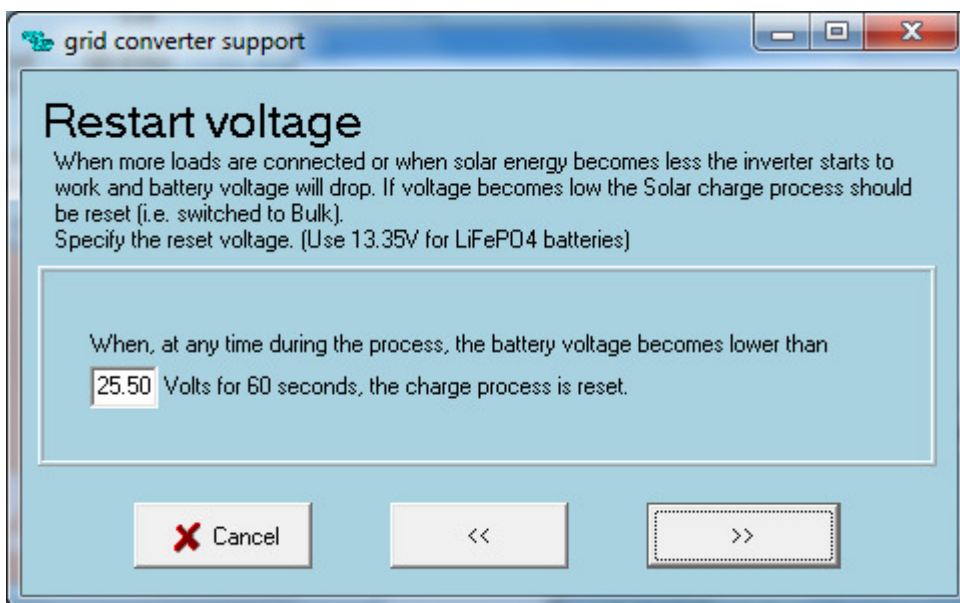 grid converter support
Restart voltage
When more loads are connected or when solar energy becomes less the inverter starts to
work and battery voltage will drop. If voltage becomes low the Solar charge process should
be reset (i.e. switched to Bulk).
Specify the reset voltage. (Use 13.35V for LiFePO4 batteries)
When, at any time during the process, the battery voltage becomes lower than
25.50 Volts for 60 seconds, the charge process is reset.
Cancel << >>